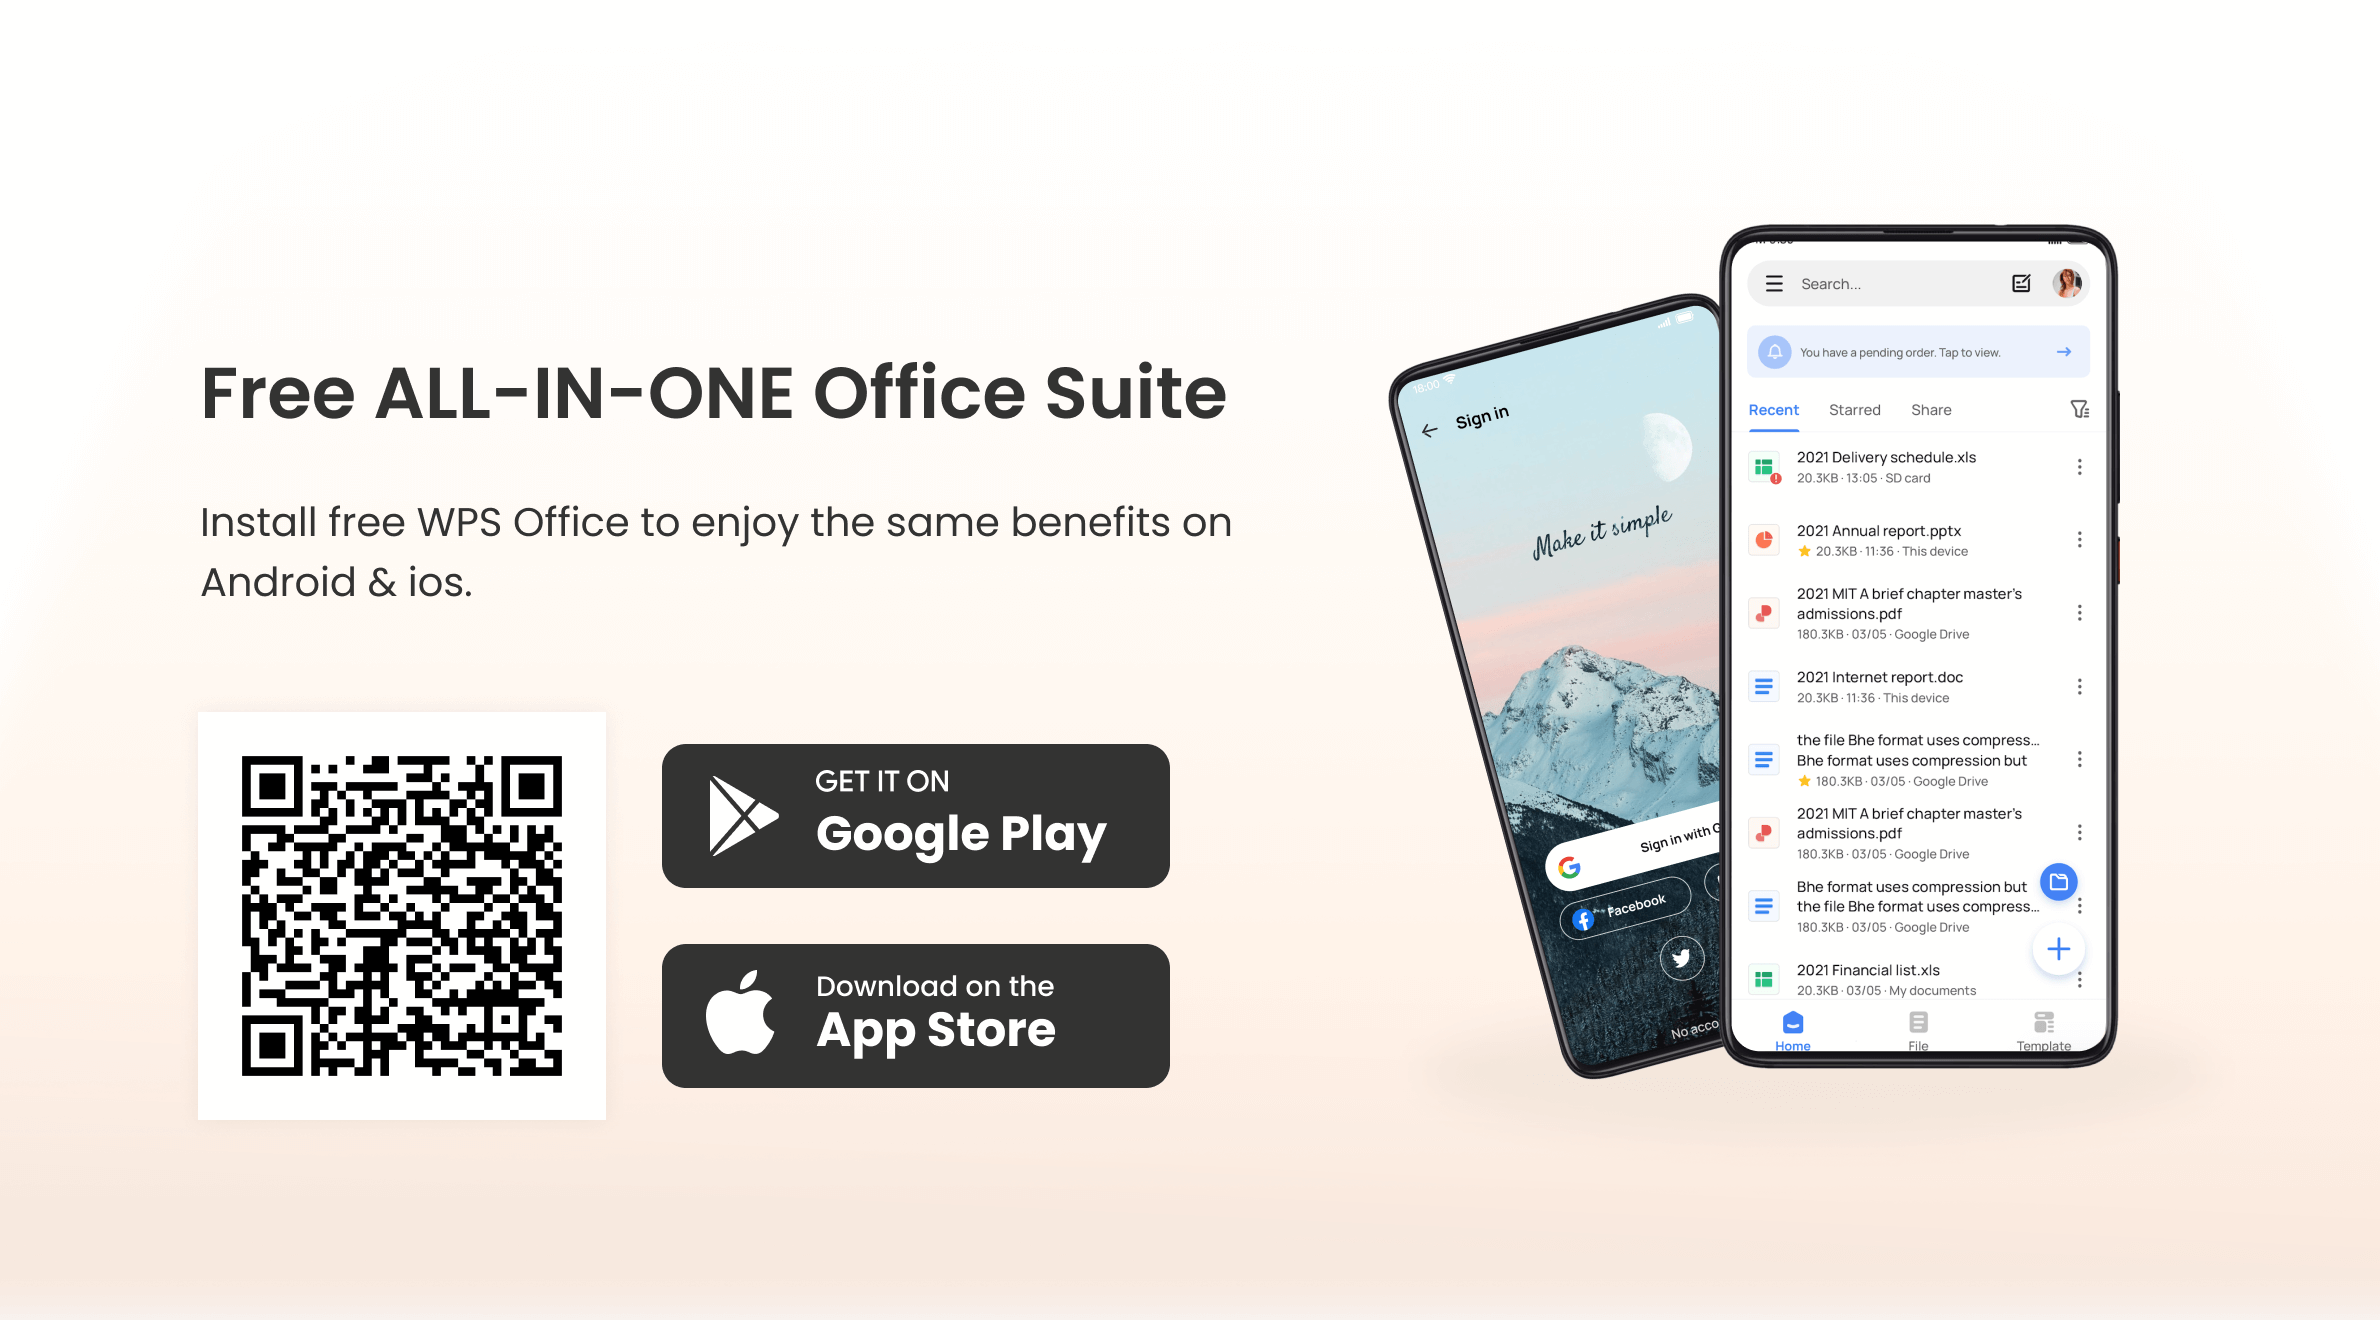 Free ALL-IN-ONE Office Suite
Install free WPS Office to enjoy the same benefits on
Android & ios.
GET IT ON
Google Play
Download on the
App Store
18:00
Sign in
Make it simple
Sign in with G
Facebook
No acco
Search...
You have a pending order. Tap to view.
Recent Starred Share
2021 Delivery schedule.xls
20.3KB · 13:05 · SD card
2021 Annual report.pptx
20.3KB · 11:36 · This device
2021 MIT A brief chapter master's
admissions.pdf
180.3KB · 03/05 · Google Drive
2021 Internet report.doc
20.3KB · 11:36 · This device
the file Bhe format uses compress...
Bhe format uses compression but
180.3KB · 03/05 · Google Drive
2021 MIT A brief chapter master's
admissions.pdf
180.3KB · 03/05 · Google Drive
Bhe format uses compression but
the file Bhe format uses compress...
180.3KB · 03/05 · Google Drive
2021 Financial list.xls
20.3KB · 03/05 · My documents
Home File Template